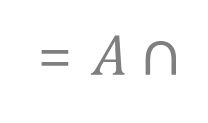 = A ∩